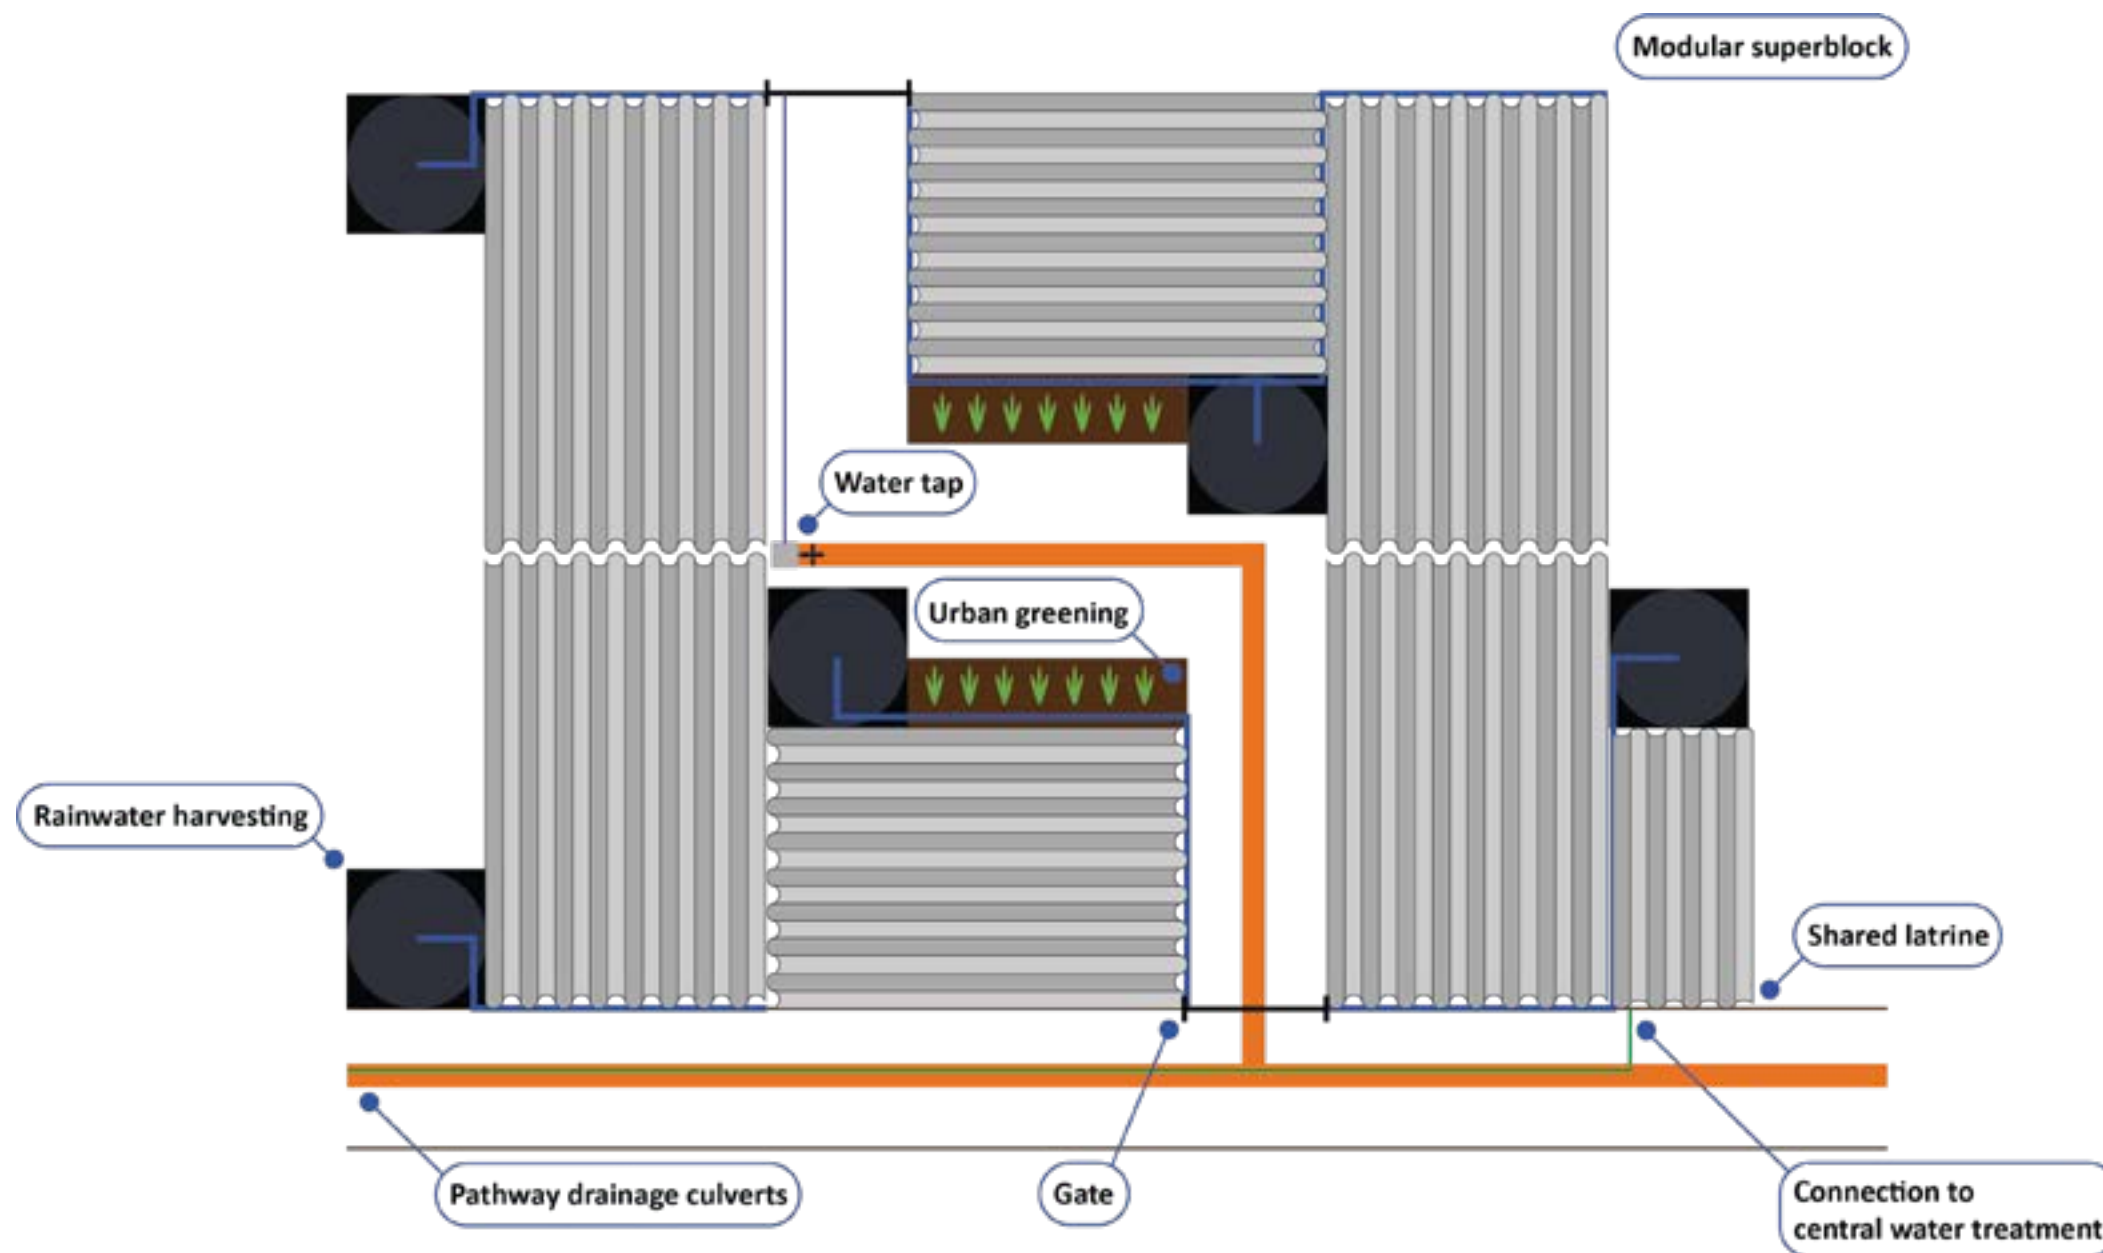 Modular superblock
Water tap
Urban greening
Rainwater harvesting
Shared latrine
Pathway drainage culverts
Gate
Connection to
central water treatment